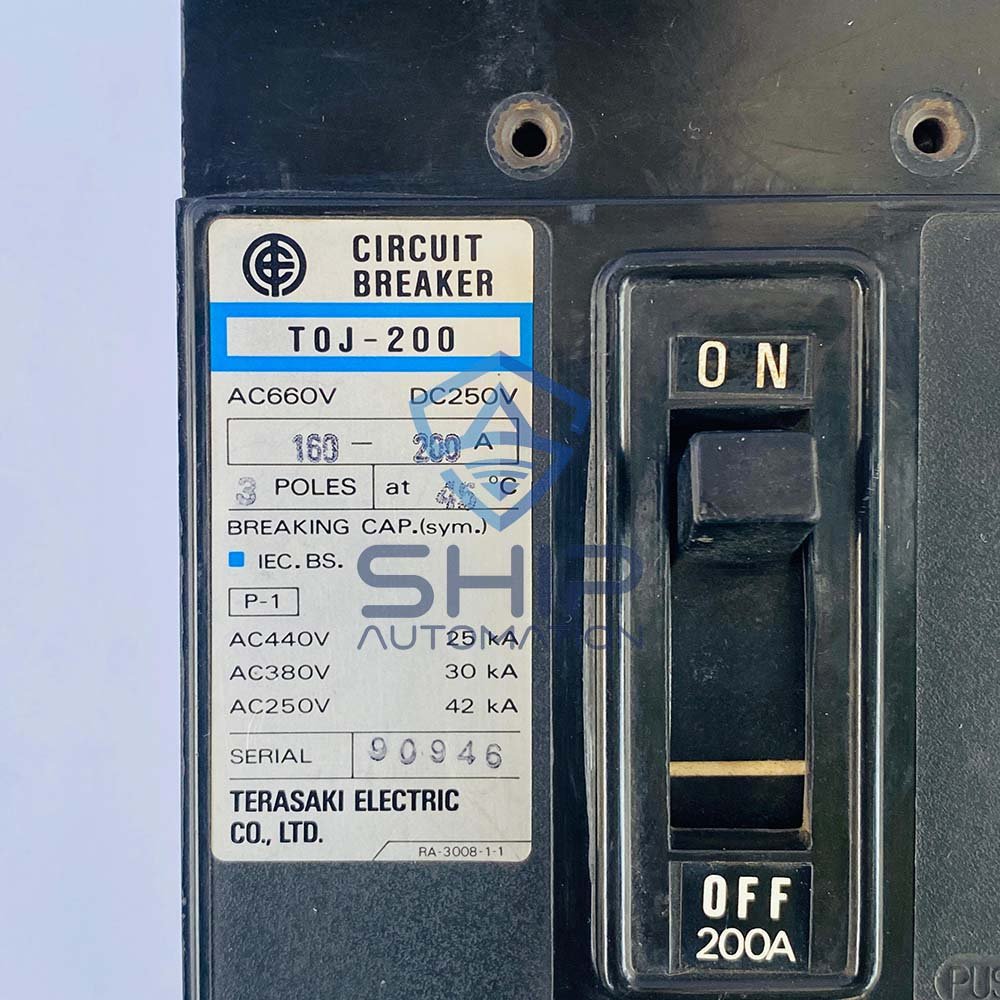 CIRCUIT
BREAKER
TOJ-200
AC660V DC250V
160 - 200 A
3 POLES at 45 °C
BREAKING CAP.(sym.)
IEC.BS.
P-1
AC440V 25 kA
AC380V 30 kA
AC250V 42 kA
SERIAL 90946
TERASAKI ELECTRIC
CO., LTD.
RA-3008-1-1
SHIP
AUTOMATION
ON
OFF
200A
PUS